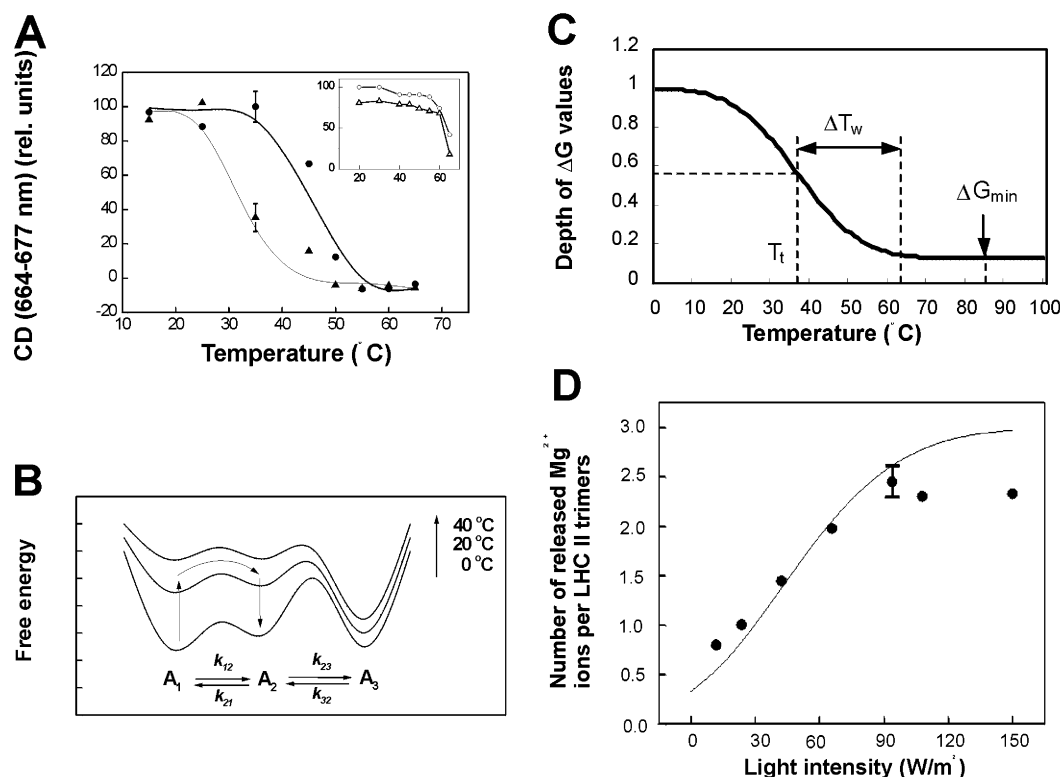 A
CD (664-677 nm) (rel. units)
120
100
80
60
40
20
0
-20
10
20
30
40
50
60
70
Temperature (°C)
100
50
0
20
40
60
B
Free energy
40 °C
20 °C
0 °C
A1
k12
k21
A2
k23
k32
A3
C
Depth of ΔG values
1.2
1
0.8
0.6
0.4
0.2
0
0
10
20
30
40
50
60
70
80
90
100
ΔTw
ΔGmin
Tt
Temperature (°C)
D
Number of released Mg2+
ions per LHC II trimers
3.0
2.5
2.0
1.5
1.0
0.5
0.0
0
30
60
90
120
150
Light intensity (W/m²)